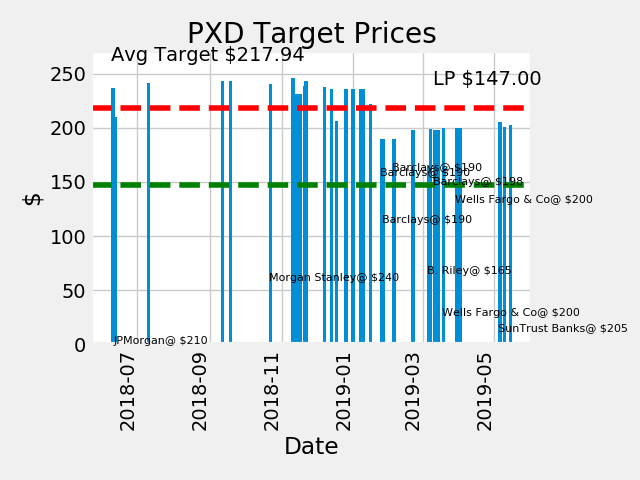 PXD Target Prices
Avg Target $217.94
LP $147.00
$
250
200
150
100
50
0
Barclays@ $190
Barclays@ $190
Barclays@ $198
Wells Fargo & Co@ $200
Barclays@ $190
B. Riley@ $165
Morgan Stanley@ $240
Wells Fargo & Co@ $200
SunTrust Banks@ $205
JPMorgan@ $210
2018-07
2018-09
2018-11
2019-01
2019-03
2019-05
Date